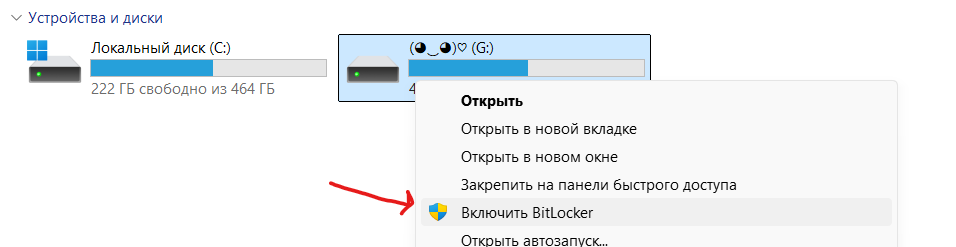 Устройства и диски
Локальный диск (C:)
222 ГБ свободно из 464 ГБ
(◕‿◕)♡ (G:)
4
Открыть
Открыть в новой вкладке
Открыть в новом окне
Закрепить на панели быстрого доступа
Включить BitLocker
Открыть автозапуск...